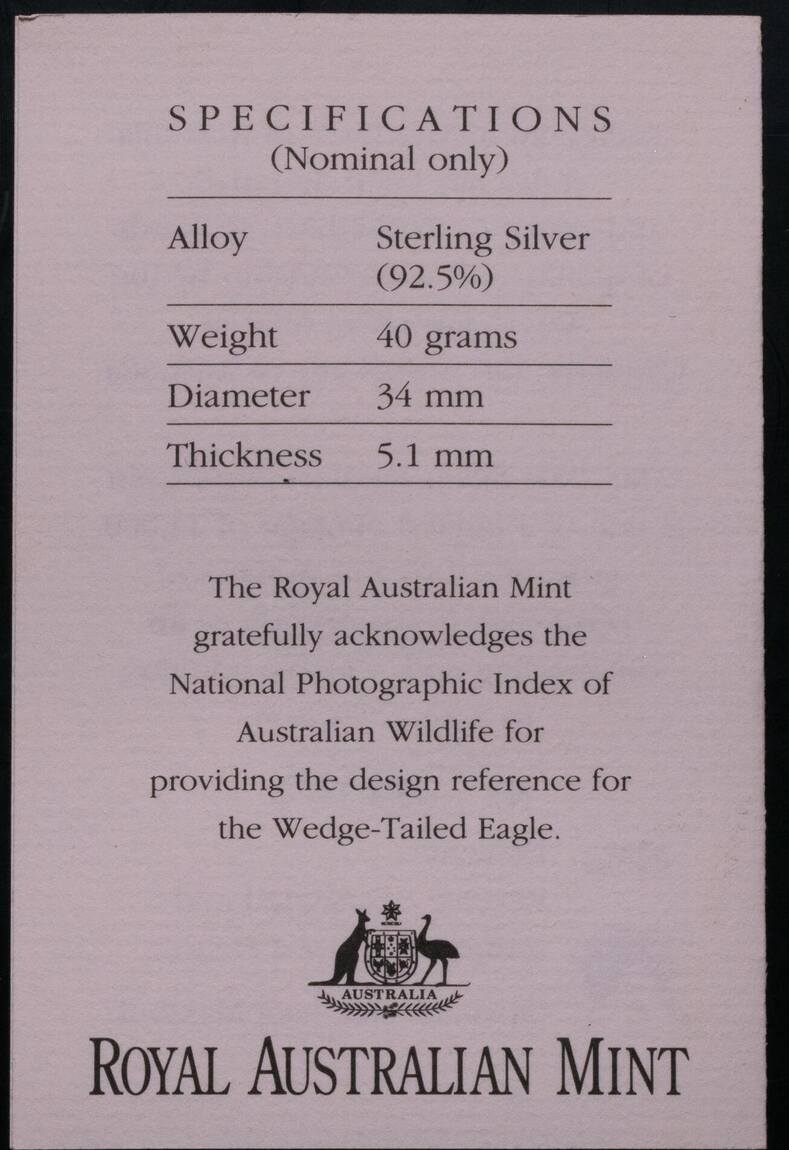 SPECIFICATIONS
(Nominal only)
Alloy Sterling Silver
(92.5%)
Weight 40 grams
Diameter 34 mm
Thickness 5.1 mm
The Royal Australian Mint
gratefully acknowledges the
National Photographic Index of
Australian Wildlife for
providing the design reference for
the Wedge-Tailed Eagle.
AUSTRALIA
ROYAL AUSTRALIAN MINT